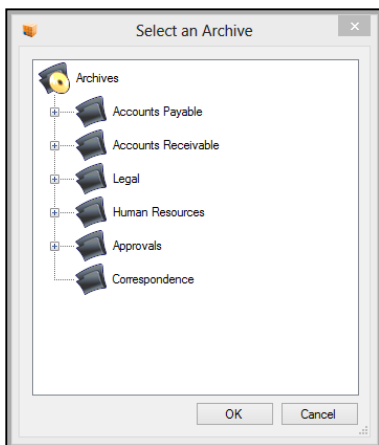 Select an Archive
Archives
Accounts Payable
Accounts Receivable
Legal
Human Resources
Approvals
Correspondence
OK Cancel